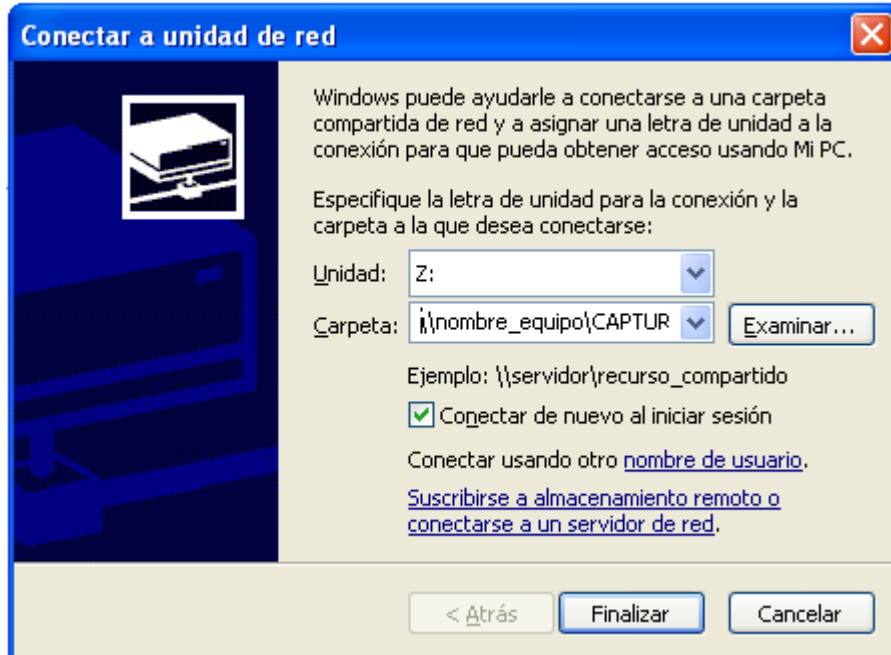 Conectar a unidad de red
Windows puede ayudarle a conectarse a una carpeta
compartida de red y a asignar una letra de unidad a la
conexión para que pueda obtener acceso usando Mi PC.
Especifique la letra de unidad para la conexión y la
carpeta a la que desea conectarse:
Unidad: Z:
Carpeta: \\nombre_equipo\CAPTUR Examinar...
Ejemplo: \\servidor\recurso_compartido
Conectar de nuevo al iniciar sesión
Conectar usando otro nombre de usuario.
Suscribirse a almacenamiento remoto o
conectarse a un servidor de red.
< Atrás Finalizar Cancelar